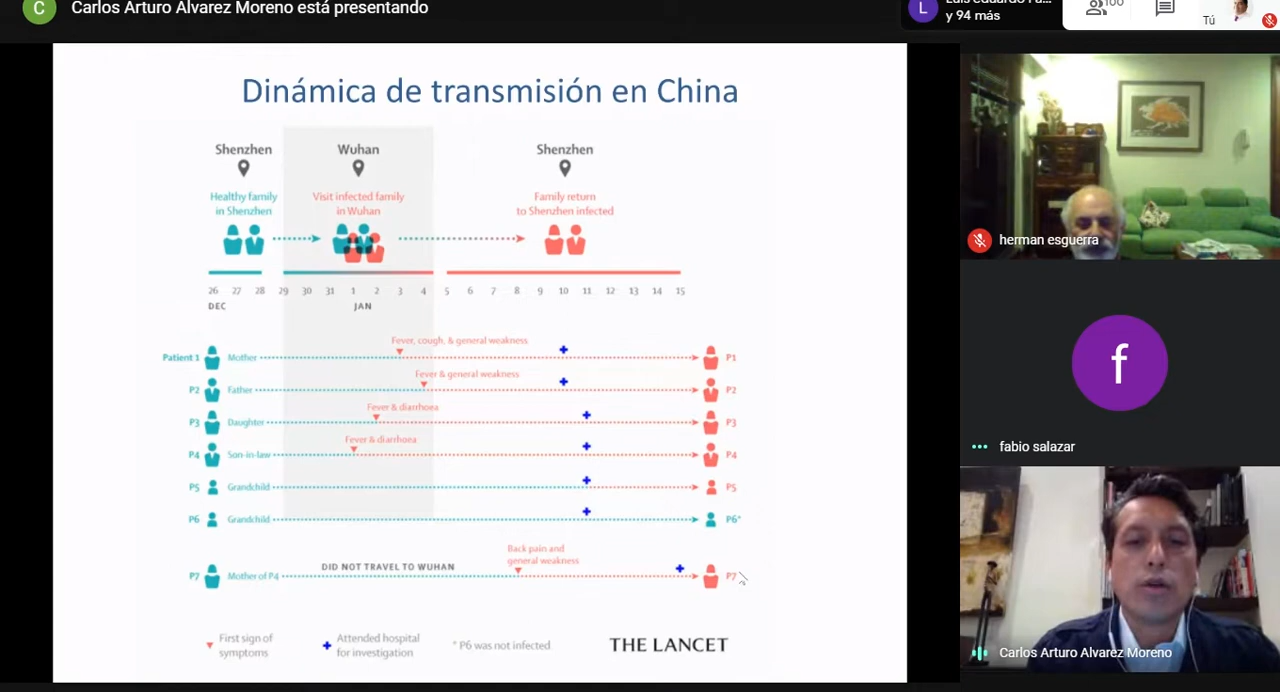 C
Carlos Arturo Alvarez Moreno está presentando
L
y 94 más
100
Tú
Dinámica de transmisión en China
Shenzhen
Wuhan
Shenzhen
Healthy family
in Shenzhen
Visit infected family
in Wuhan
Family return
to Shenzhen infected
26 27 28 29 30 31 1 2 3 4 5 6 7 8 9 10 11 12 13 14 15
DEC
JAN
Fever, cough, & general weakness
Patient 1 Mother P1
Fever & general weakness
P2 Father P2
Fever & diarrhoea
P3 Daughter P3
Fever & diarrhoea
P4 Son-in-law P4
P5 Grandchild P5
P6 Grandchild P6*
Back pain and
general weakness
DID NOT TRAVEL TO WUHAN
P7 Mother of P4 P7
First sign of
symptoms
Attended hospital
for investigation
* P6 was not infected
THE LANCET
herman esguerra
f
fabio salazar
Carlos Arturo Alvarez Moreno